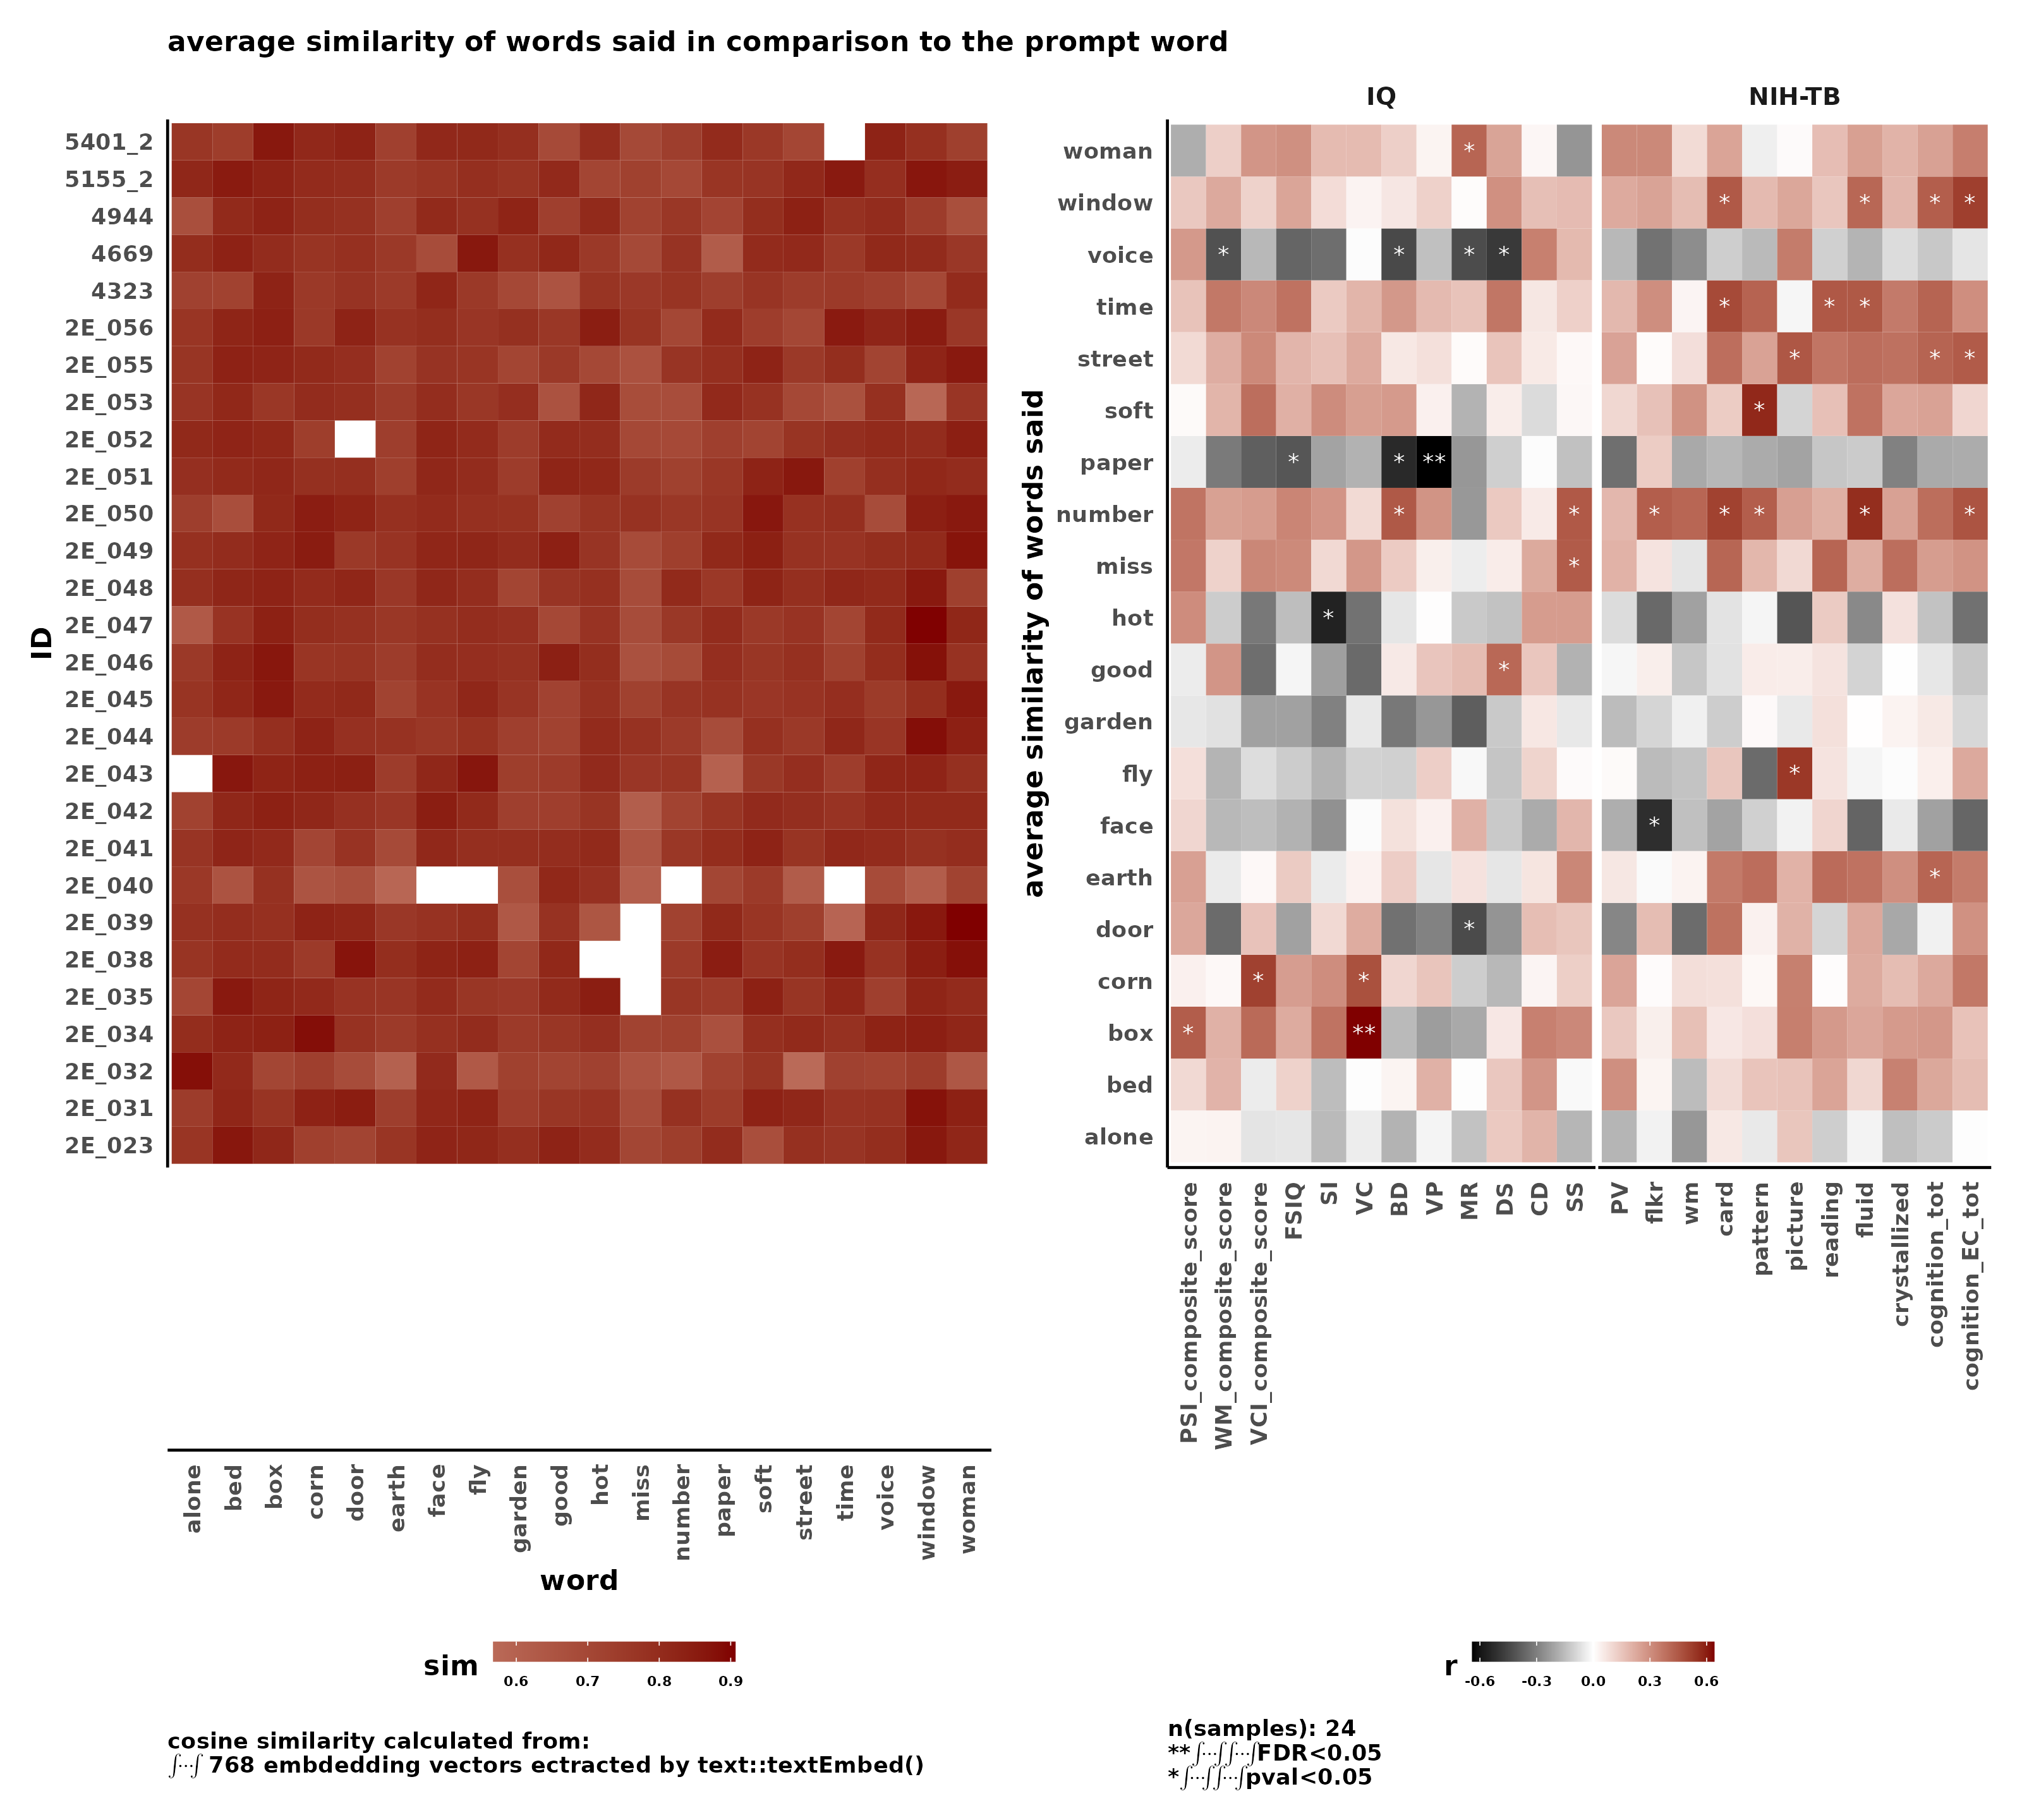 average similarity of words said in comparison to the prompt word
ID
5401_2
5155_2
4944
4669
4323
2E_056
2E_055
2E_053
2E_052
2E_051
2E_050
2E_049
2E_048
2E_047
2E_046
2E_045
2E_044
2E_043
2E_042
2E_041
2E_040
2E_039
2E_038
2E_035
2E_034
2E_032
2E_031
2E_023
alone
bed
box
corn
door
earth
face
fly
garden
good
hot
miss
number
paper
soft
street
time
voice
window
woman
word
sim
0.6 0.7 0.8 0.9
cosine similarity calculated from:
∫⋯∫ 768 embdedding vectors ectracted by text::textEmbed()
IQ
NIH-TB
average similarity of words said
woman *
window * * * *
voice * * * *
time * * *
street * * *
soft *
paper * * **
number * * * * * * *
miss *
hot *
good *
garden
fly *
face *
earth *
door *
corn * *
box * **
bed
alone
PSI_composite_score
WM_composite_score
VCI_composite_score
FSIQ
SI
VC
BD
VP
MR
DS
CD
SS
PV
flkr
wm
card
pattern
picture
reading
fluid
crystallized
cognition_tot
cognition_EC_tot
r
-0.6 -0.3 0.0 0.3 0.6
n(samples): 24
**∫⋯∫∫⋯∫FDR<0.05
*∫⋯∫∫⋯∫pval<0.05